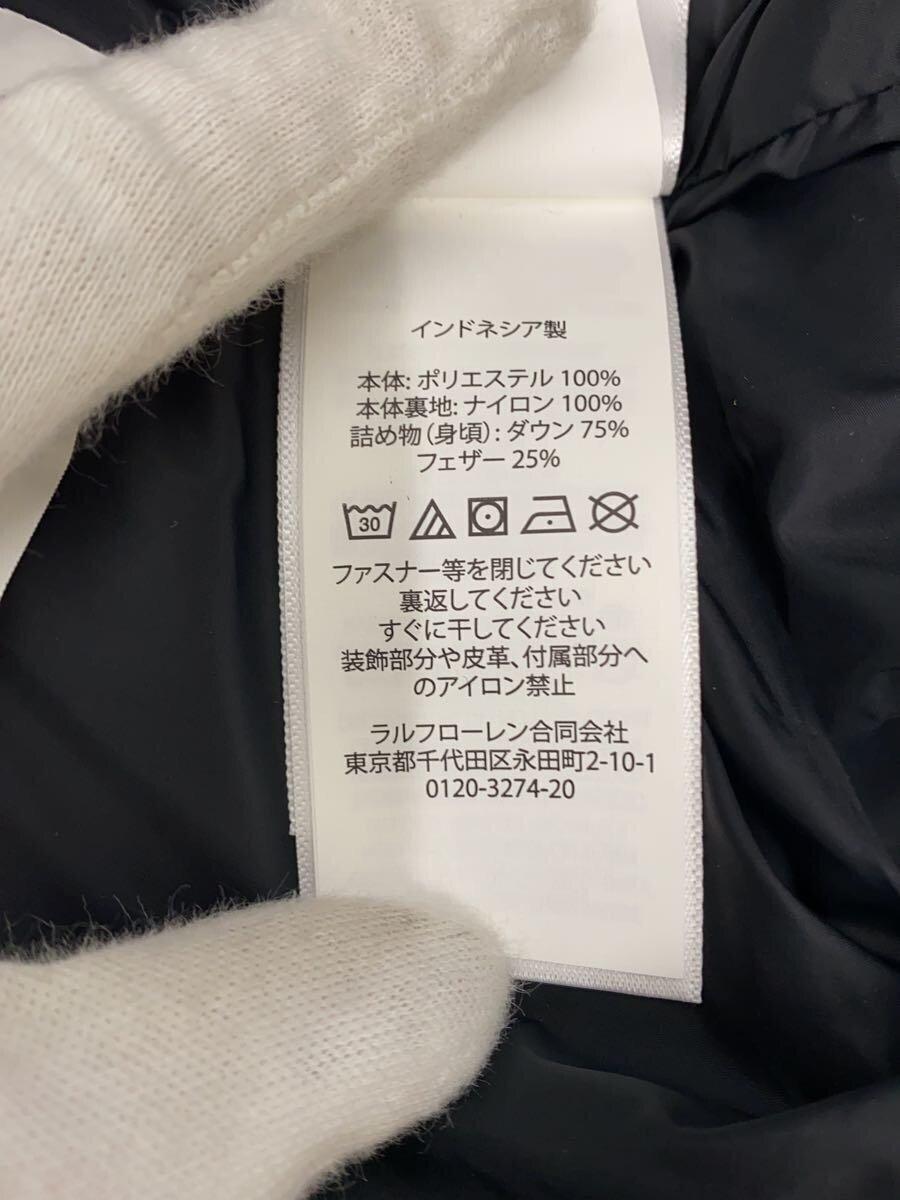 インドネシア製
本体: ポリエステル 100%
本体裏地: ナイロン 100%
詰め物 (身頃) : ダウン 75%
フェザー 25%
30
ファスナー等を閉じてください
裏返してください
すぐに干してください
装飾部分や皮革、付属部分へ
のアイロン禁止
ラルフローレン合同会社
東京都千代田区永田町2-10-1
0120-3274-20